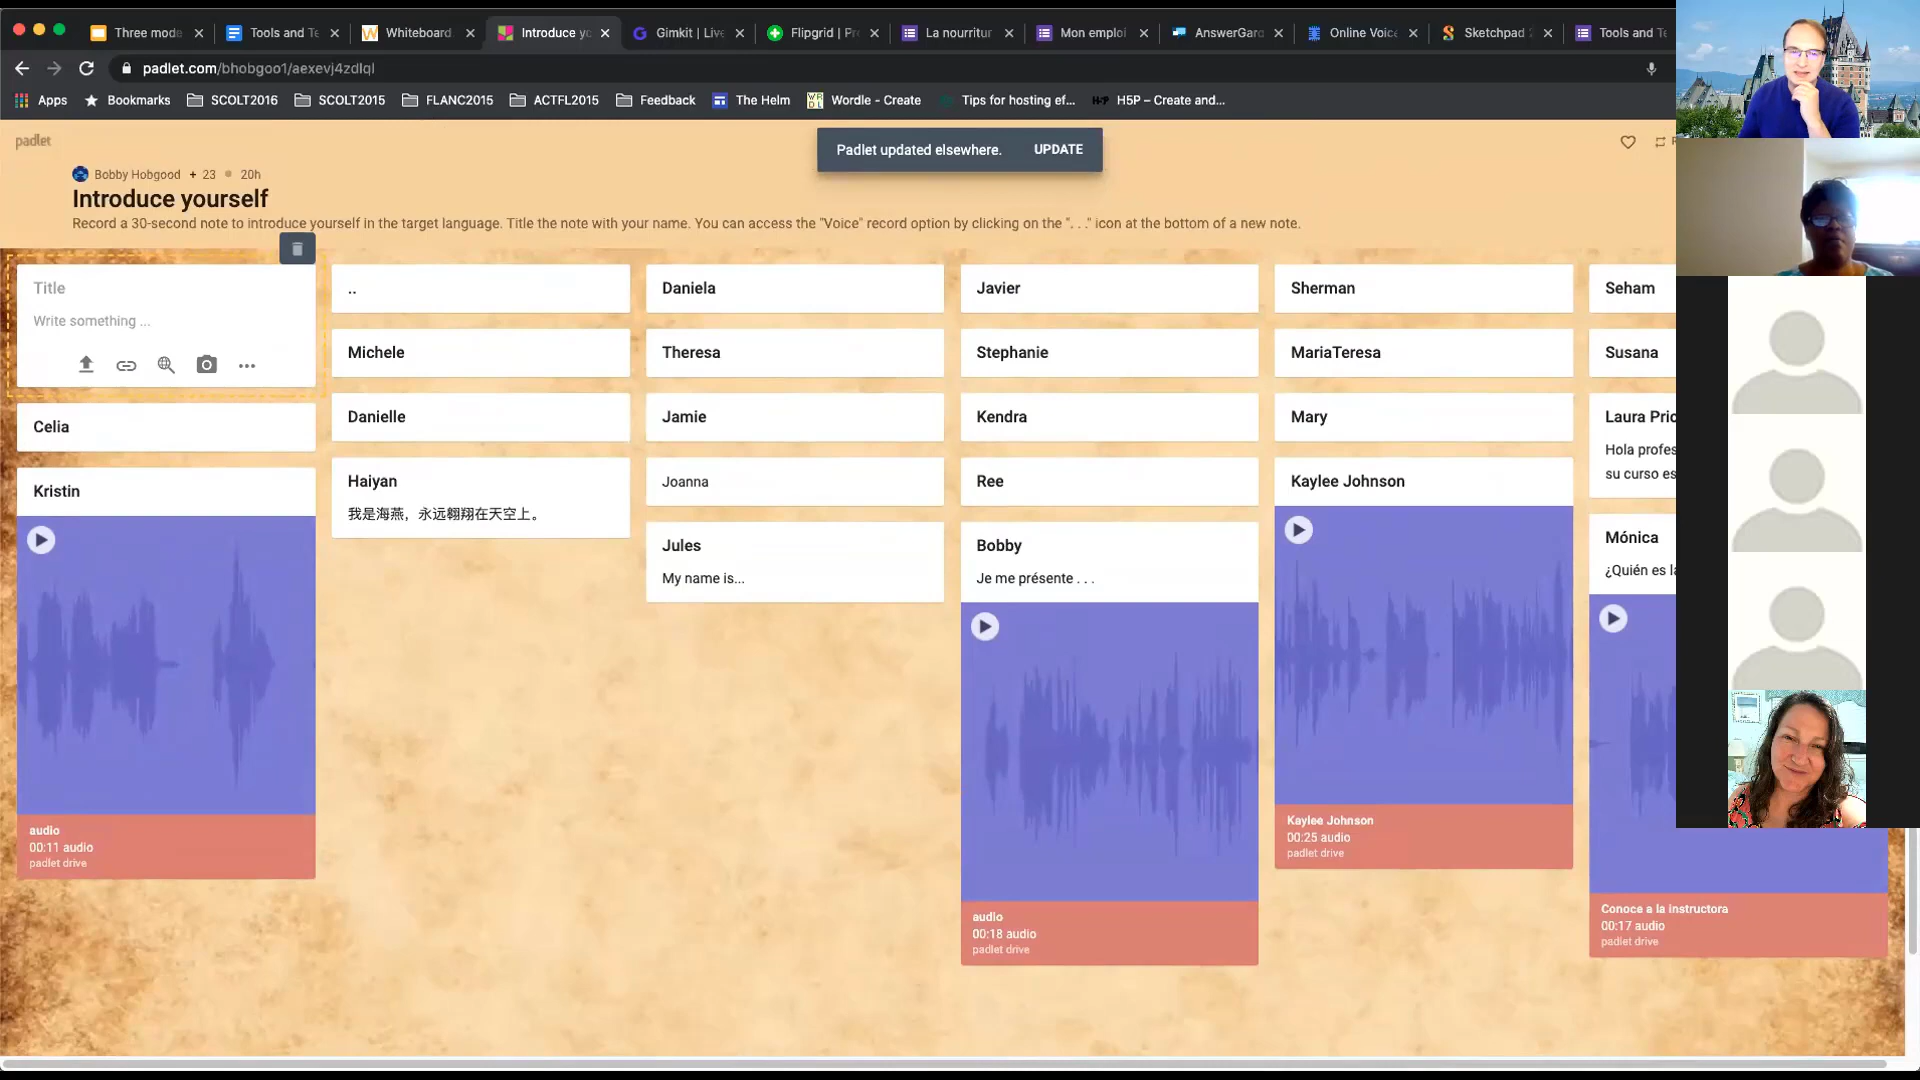 Three mode
Tools and Te
Whiteboard
Introduce yo
Gimkit | Live
Flipgrid | Pr
La nourritur
Mon emploi
AnswerGard
Online Voice
Sketchpad
Tools and Te
padlet.com/bhobgoo1/aexevj4zdlql
Apps
Bookmarks
SCOLT2016
SCOLT2015
FLANC2015
ACTFL2015
Feedback
The Helm
Wordle - Create
Tips for hosting ef...
H5P – Create and...
padlet
Padlet updated elsewhere. UPDATE
Bobby Hobgood + 23 20h
Introduce yourself
Record a 30-second note to introduce yourself in the target language. Title the note with your name. You can access the "Voice" record option by clicking on the ". . ." icon at the bottom of a new note.
Title
Write something ...
Celia
Kristin
audio
00:11 audio
padlet drive
..
Michele
Danielle
Haiyan
我是海燕，永远翱翔在天空上。
Daniela
Theresa
Jamie
Joanna
Jules
My name is...
Javier
Stephanie
Kendra
Ree
Bobby
Je me présente . . .
audio
00:18 audio
padlet drive
Sherman
MariaTeresa
Mary
Kaylee Johnson
Kaylee Johnson
00:25 audio
padlet drive
Seham
Susana
Laura Pric
Hola profes
su curso es
Mónica
¿Quién es la
Conoce a la instructora
00:17 audio
padlet drive